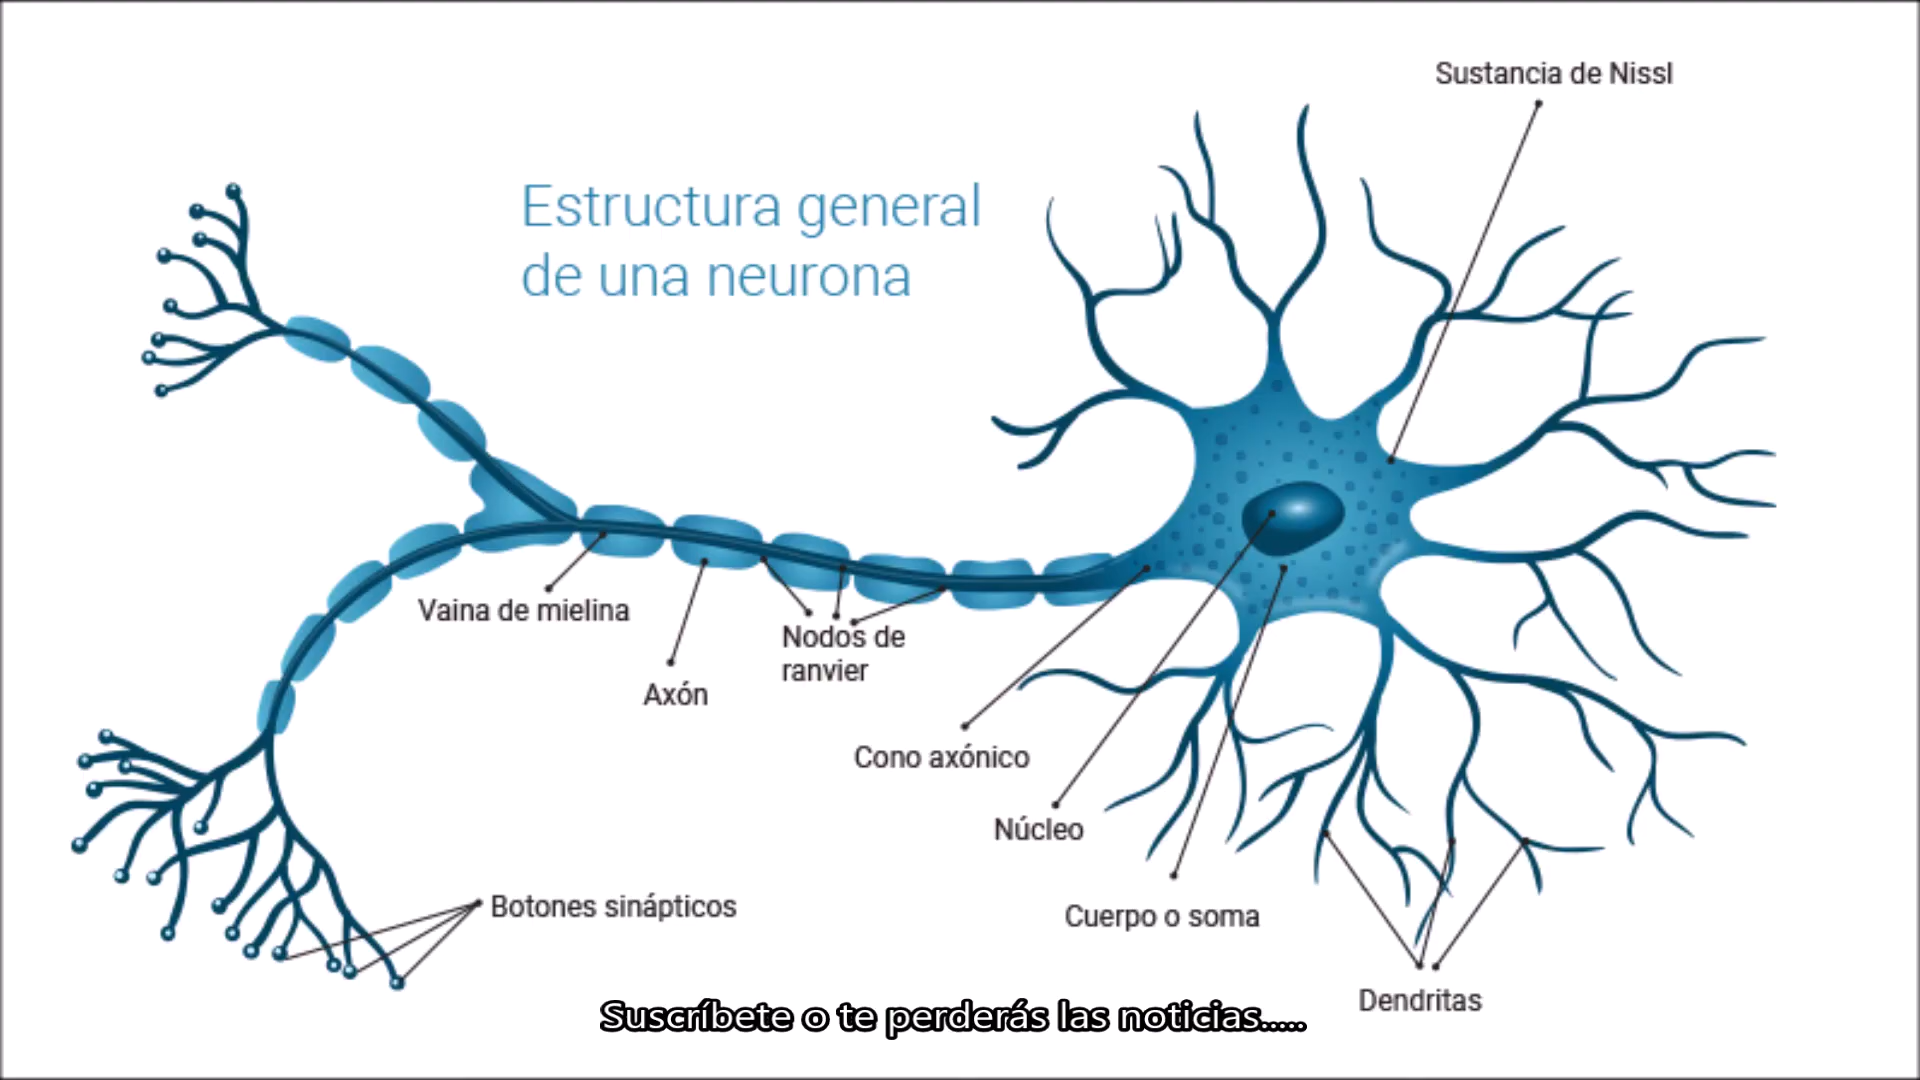 Sustancia de Nissl
Estructura general
de una neurona
Vaina de mielina
Nodos de
ranvier
Axón
Cono axónico
Núcleo
Botones sinápticos
Cuerpo o soma
Dendritas
Suscríbete o te perderás las noticias.....